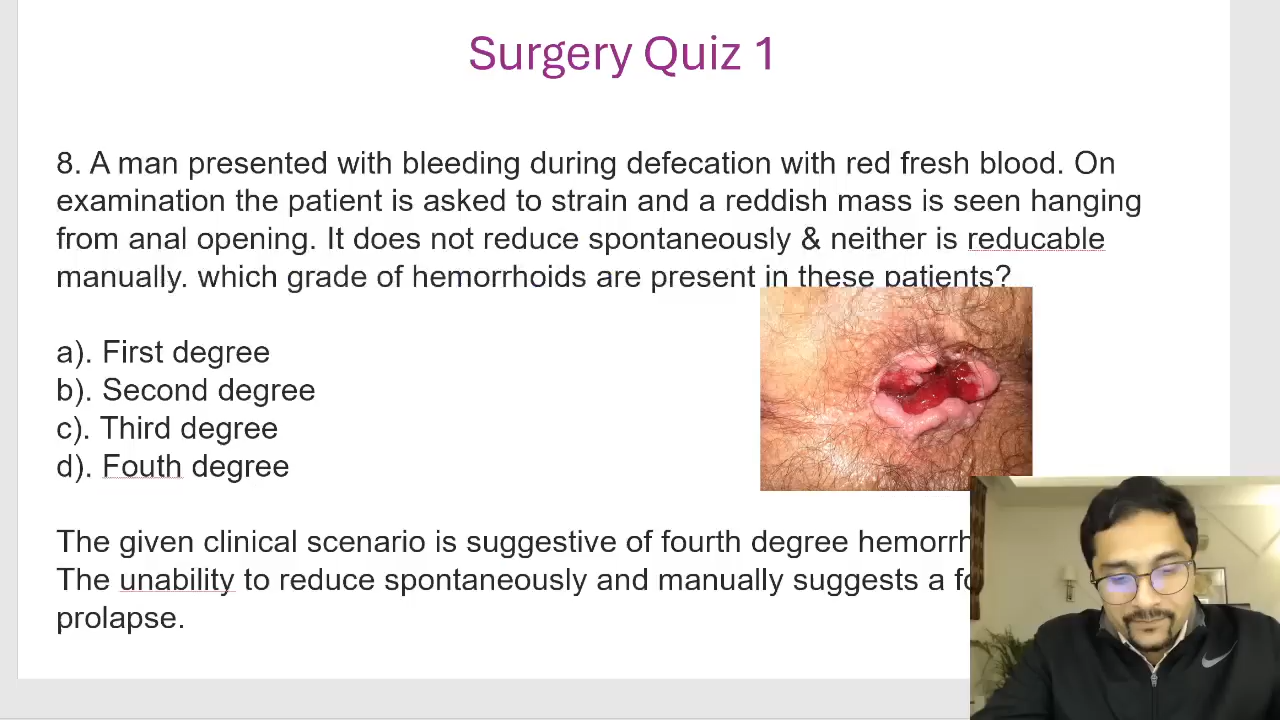 Surgery Quiz 1
8. A man presented with bleeding during defecation with red fresh blood. On
examination the patient is asked to strain and a reddish mass is seen hanging
from anal opening. It does not reduce spontaneously & neither is reducable
manually. which grade of hemorrhoids are present in these patients?
a). First degree
b). Second degree
c). Third degree
d). Fouth degree
The given clinical scenario is suggestive of fourth degree
The unability to reduce spontaneously and manually suggests a
prolapse.